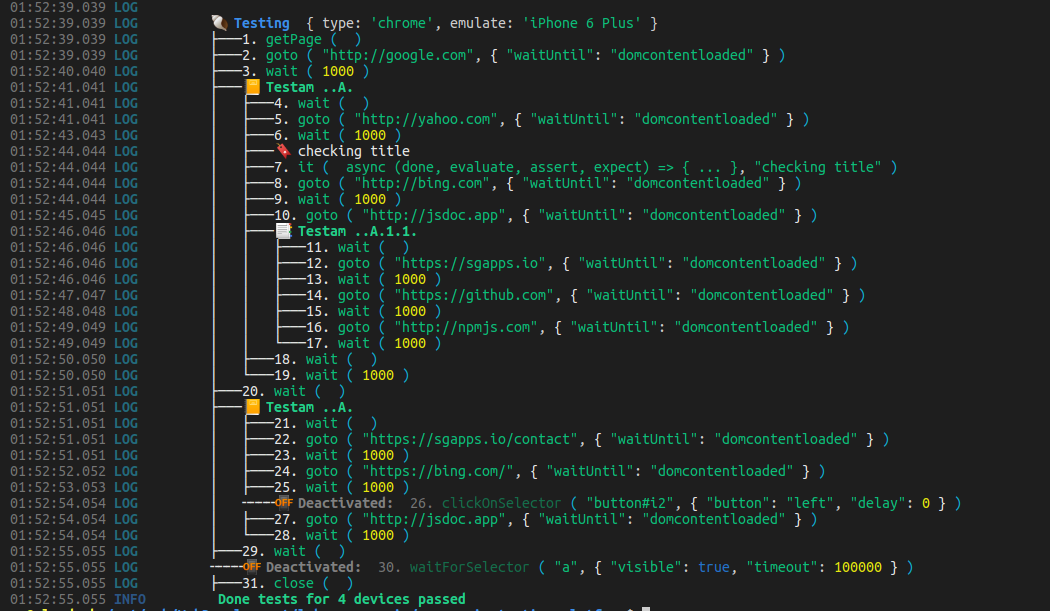 01:52:39.039 LOG
01:52:39.039 LOG Testing { type: 'chrome', emulate: 'iPhone 6 Plus' }
01:52:39.039 LOG ├──1. getPage ( )
01:52:39.039 LOG ├──2. goto ( "http://google.com", { "waitUntil": "domcontentloaded" } )
01:52:40.040 LOG ├──3. wait ( 1000 )
01:52:41.041 LOG Testam ..A.
01:52:41.041 LOG ├──4. wait ( )
01:52:41.041 LOG ├──5. goto ( "http://yahoo.com", { "waitUntil": "domcontentloaded" } )
01:52:43.043 LOG ├──6. wait ( 1000 )
01:52:44.044 LOG checking title
01:52:44.044 LOG ├──7. it ( async (done, evaluate, assert, expect) => { ... }, "checking title" )
01:52:44.044 LOG ├──8. goto ( "http://bing.com", { "waitUntil": "domcontentloaded" } )
01:52:44.044 LOG ├──9. wait ( 1000 )
01:52:45.045 LOG ├──10. goto ( "http://jsdoc.app", { "waitUntil": "domcontentloaded" } )
01:52:46.046 LOG Testam ..A.1.1.
01:52:46.046 LOG ├──11. wait ( )
01:52:46.046 LOG ├──12. goto ( "https://sgapps.io", { "waitUntil": "domcontentloaded" } )
01:52:46.046 LOG ├──13. wait ( 1000 )
01:52:47.047 LOG ├──14. goto ( "https://github.com", { "waitUntil": "domcontentloaded" } )
01:52:48.048 LOG ├──15. wait ( 1000 )
01:52:49.049 LOG ├──16. goto ( "http://npmjs.com", { "waitUntil": "domcontentloaded" } )
01:52:49.049 LOG └──17. wait ( 1000 )
01:52:50.050 LOG ├──18. wait ( )
01:52:50.050 LOG └──19. wait ( 1000 )
01:52:51.051 LOG ├──20. wait ( )
01:52:51.051 LOG Testam ..A.
01:52:51.051 LOG ├──21. wait ( )
01:52:51.051 LOG ├──22. goto ( "https://sgapps.io/contact", { "waitUntil": "domcontentloaded" } )
01:52:51.051 LOG ├──23. wait ( 1000 )
01:52:52.052 LOG ├──24. goto ( "https://bing.com/", { "waitUntil": "domcontentloaded" } )
01:52:53.053 LOG ├──25. wait ( 1000 )
01:52:54.054 LOG ----OFF Deactivated: 26. clickOnSelector ( "button#i2", { "button": "left", "delay": 0 } )
01:52:54.054 LOG ├──27. goto ( "http://jsdoc.app", { "waitUntil": "domcontentloaded" } )
01:52:54.054 LOG └──28. wait ( 1000 )
01:52:55.055 LOG ├──29. wait ( )
01:52:55.055 LOG ----OFF Deactivated: 30. waitForSelector ( "a", { "visible": true, "timeout": 100000 } )
01:52:55.055 LOG ├──31. close ( )
01:52:55.055 INFO Done tests for 4 devices passed